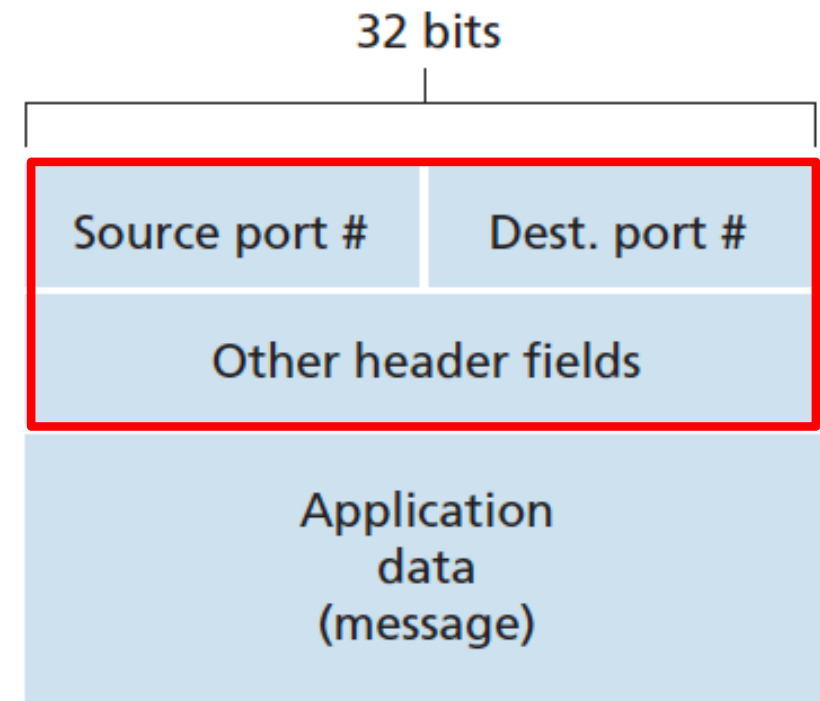 32 bits
Source port # Dest. port #
Other header fields
Application
data
(message)